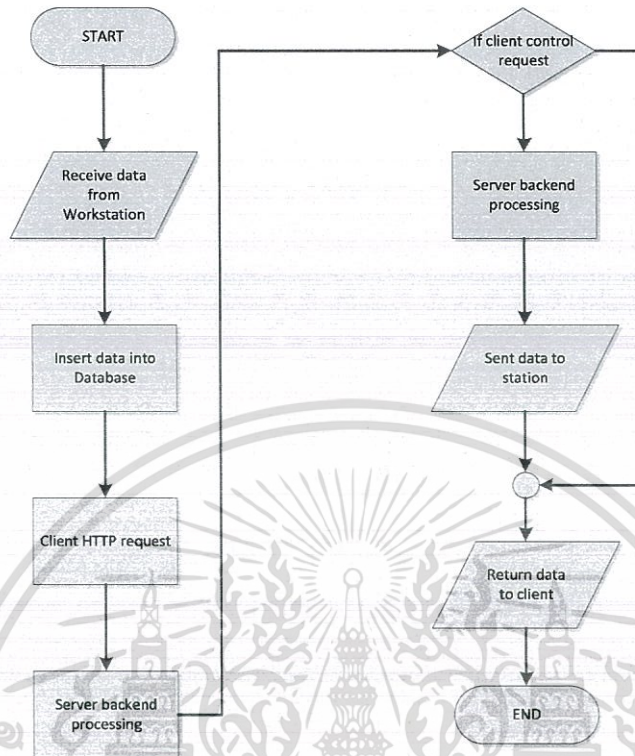 START
Receive data
from
Workstation
Insert data into
Database
Client HTTP request
Server backend
processing
If client control
request
Server backend
processing
Sent data to
station
Return data
to client
END